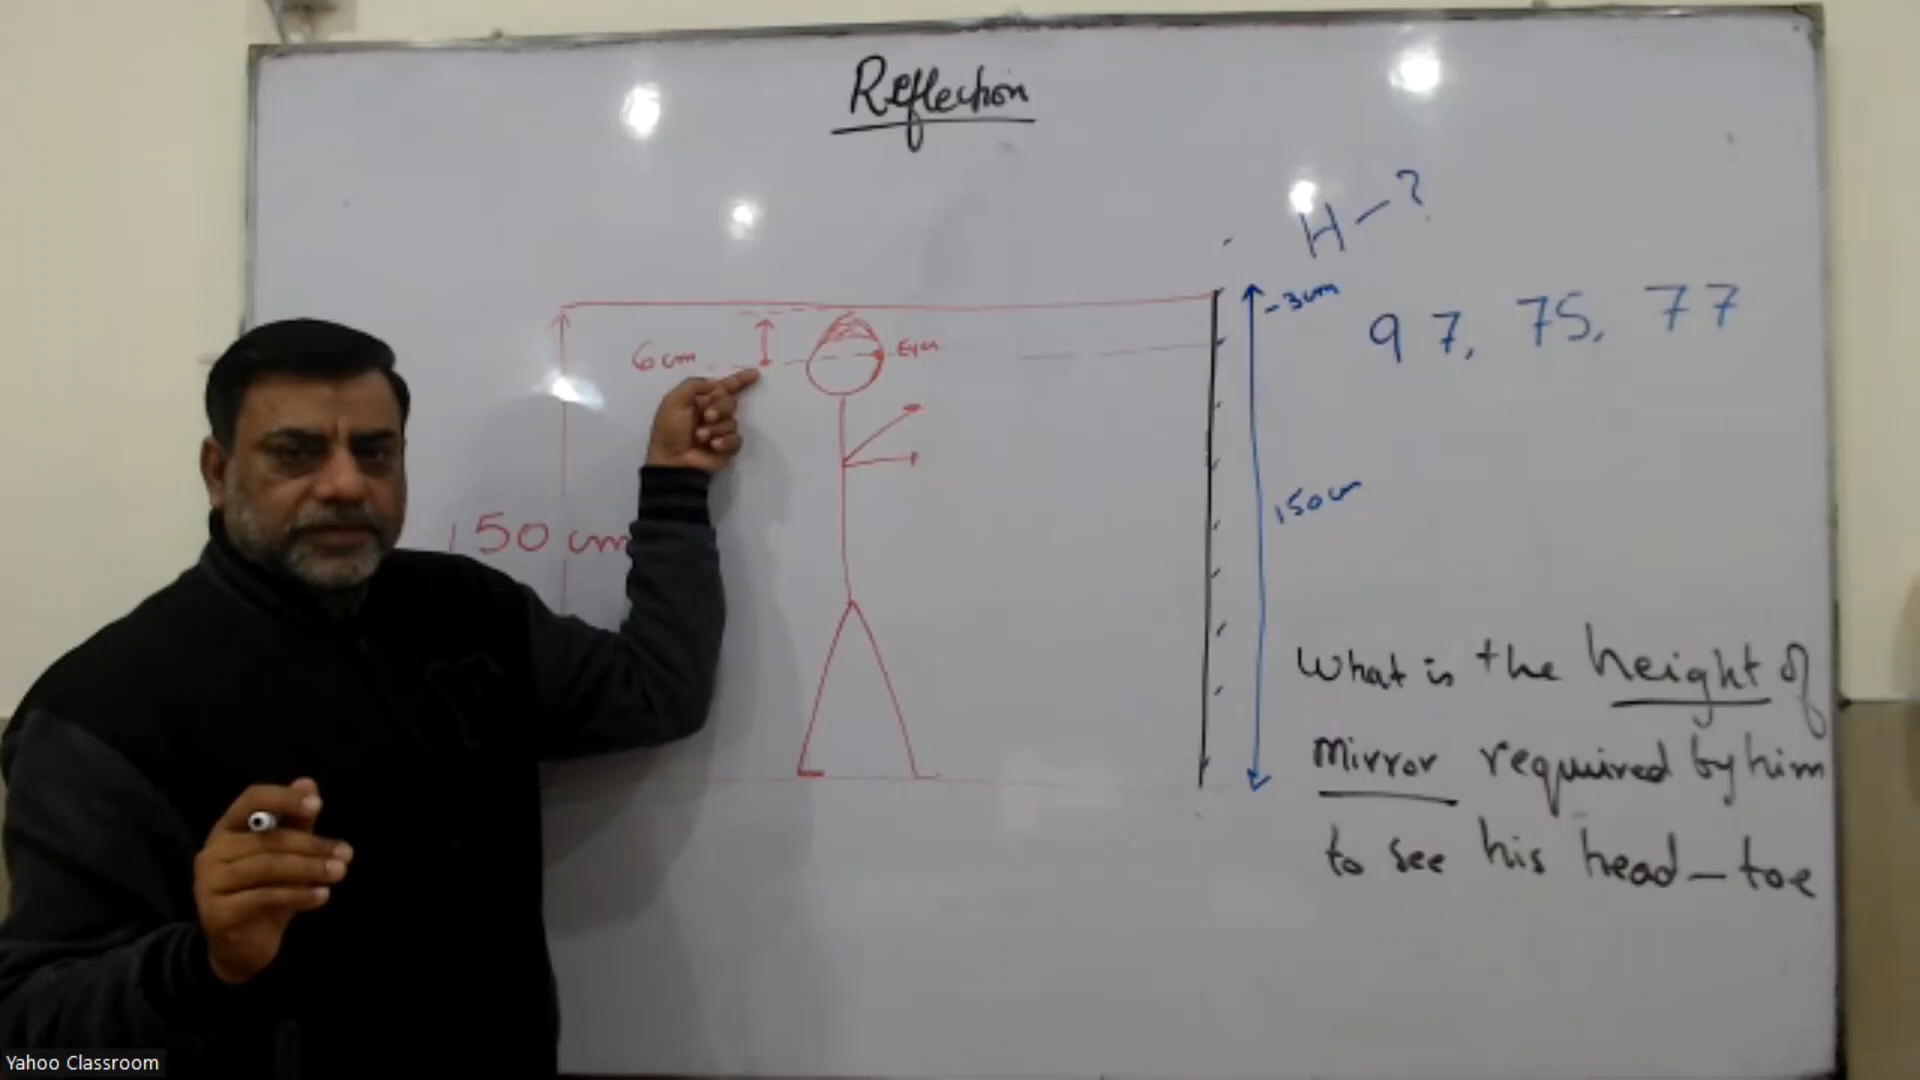 Reflection
H - ?
- 3cm
97, 75, 77
6cm
Eyes
150cm
150 cm
What is the height of
mirror required by him
to see his head - toe
Yahoo Classroom